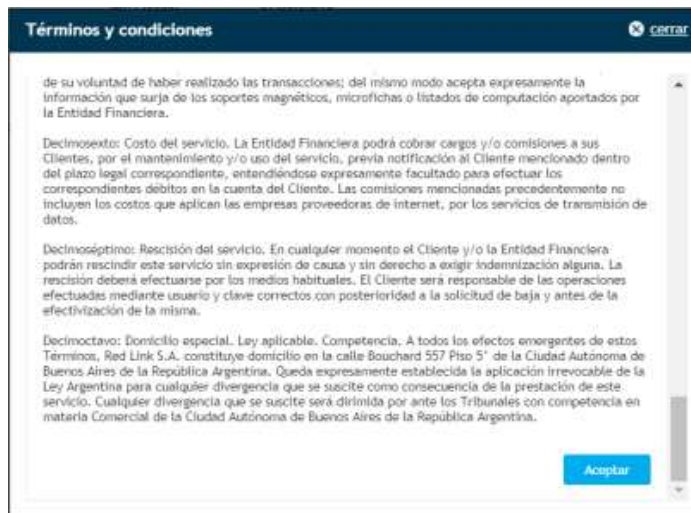 Términos y condiciones
cerrar
de su voluntad de haber realizado las transacciones; del mismo modo acepta expresamente la
información que surja de los soportes magnéticos, microfichas o listados de computación aportados por
la Entidad Financiera.
Decimosexto: Costo del servicio. La Entidad Financiera podrá cobrar cargos y/o comisiones a sus
Clientes, por el mantenimiento y/o uso del servicio, previa notificación al Cliente mencionado dentro
del plazo legal correspondiente, entendiéndose expresamente facultado para efectuar los
correspondientes débitos en la cuenta del Cliente. Las comisiones mencionadas precedentemente no
incluyen los costos que aplican las empresas proveedoras de internet, por los servicios de transmisión de
datos.
Decimoséptimo: Rescisión del servicio. En cualquier momento el Cliente y/o la Entidad Financiera
podrán rescindir este servicio sin expresión de causa y sin derecho a exigir indemnización alguna. La
rescisión deberá efectuarse por los medios habituales. El Cliente será responsable de las operaciones
efectuadas mediante usuario y clave correctos con posterioridad a la solicitud de baja y antes de la
efectivización de la misma.
Decimoctavo: Domicilio especial. Ley aplicable. Competencia. A todos los efectos emergentes de estos
Términos, Red Link S.A. constituye domicilio en la calle Bouchard 557 Piso 5° de la Ciudad Autónoma de
Buenos Aires de la República Argentina. Queda expresamente establecida la aplicación irrevocable de la
Ley Argentina para cualquier divergencia que se suscite como consecuencia de la prestación de este
servicio. Cualquier divergencia que se suscite será dirimida por ante los Tribunales con competencia en
materia Comercial de la Ciudad Autónoma de Buenos Aires de la República Argentina.
Aceptar